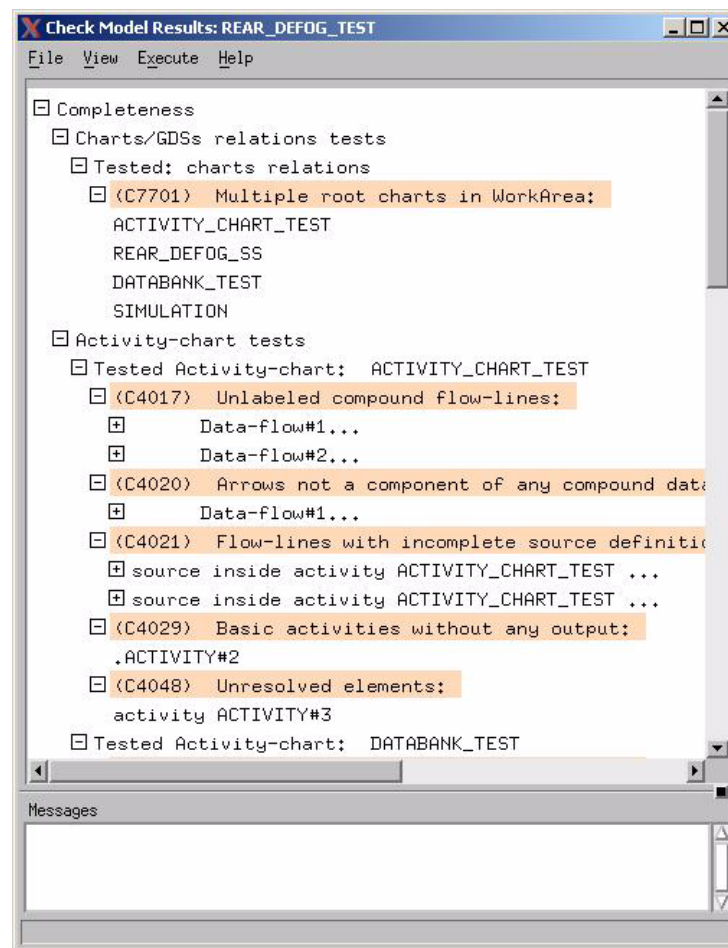 Check Model Results: REAR_DEFOG_TEST
File View Execute Help
Completeness
Charts/GDSs relations tests
Tested: charts relations
(C7701) Multiple root charts in WorkArea:
ACTIVITY_CHART_TEST
REAR_DEFOG_SS
DATABANK_TEST
SIMULATION
Activity-chart tests
Tested Activity-chart: ACTIVITY_CHART_TEST
(C4017) Unlabeled compound flow-lines:
Data-flow#1...
Data-flow#2...
(C4020) Arrows not a component of any compound data
Data-flow#1...
(C4021) Flow-lines with incomplete source definitio
source inside activity ACTIVITY_CHART_TEST ...
source inside activity ACTIVITY_CHART_TEST ...
(C4029) Basic activities without any output:
.ACTIVITY#2
(C4048) Unresolved elements:
activity ACTIVITY#3
Tested Activity-chart: DATABANK_TEST
Messages